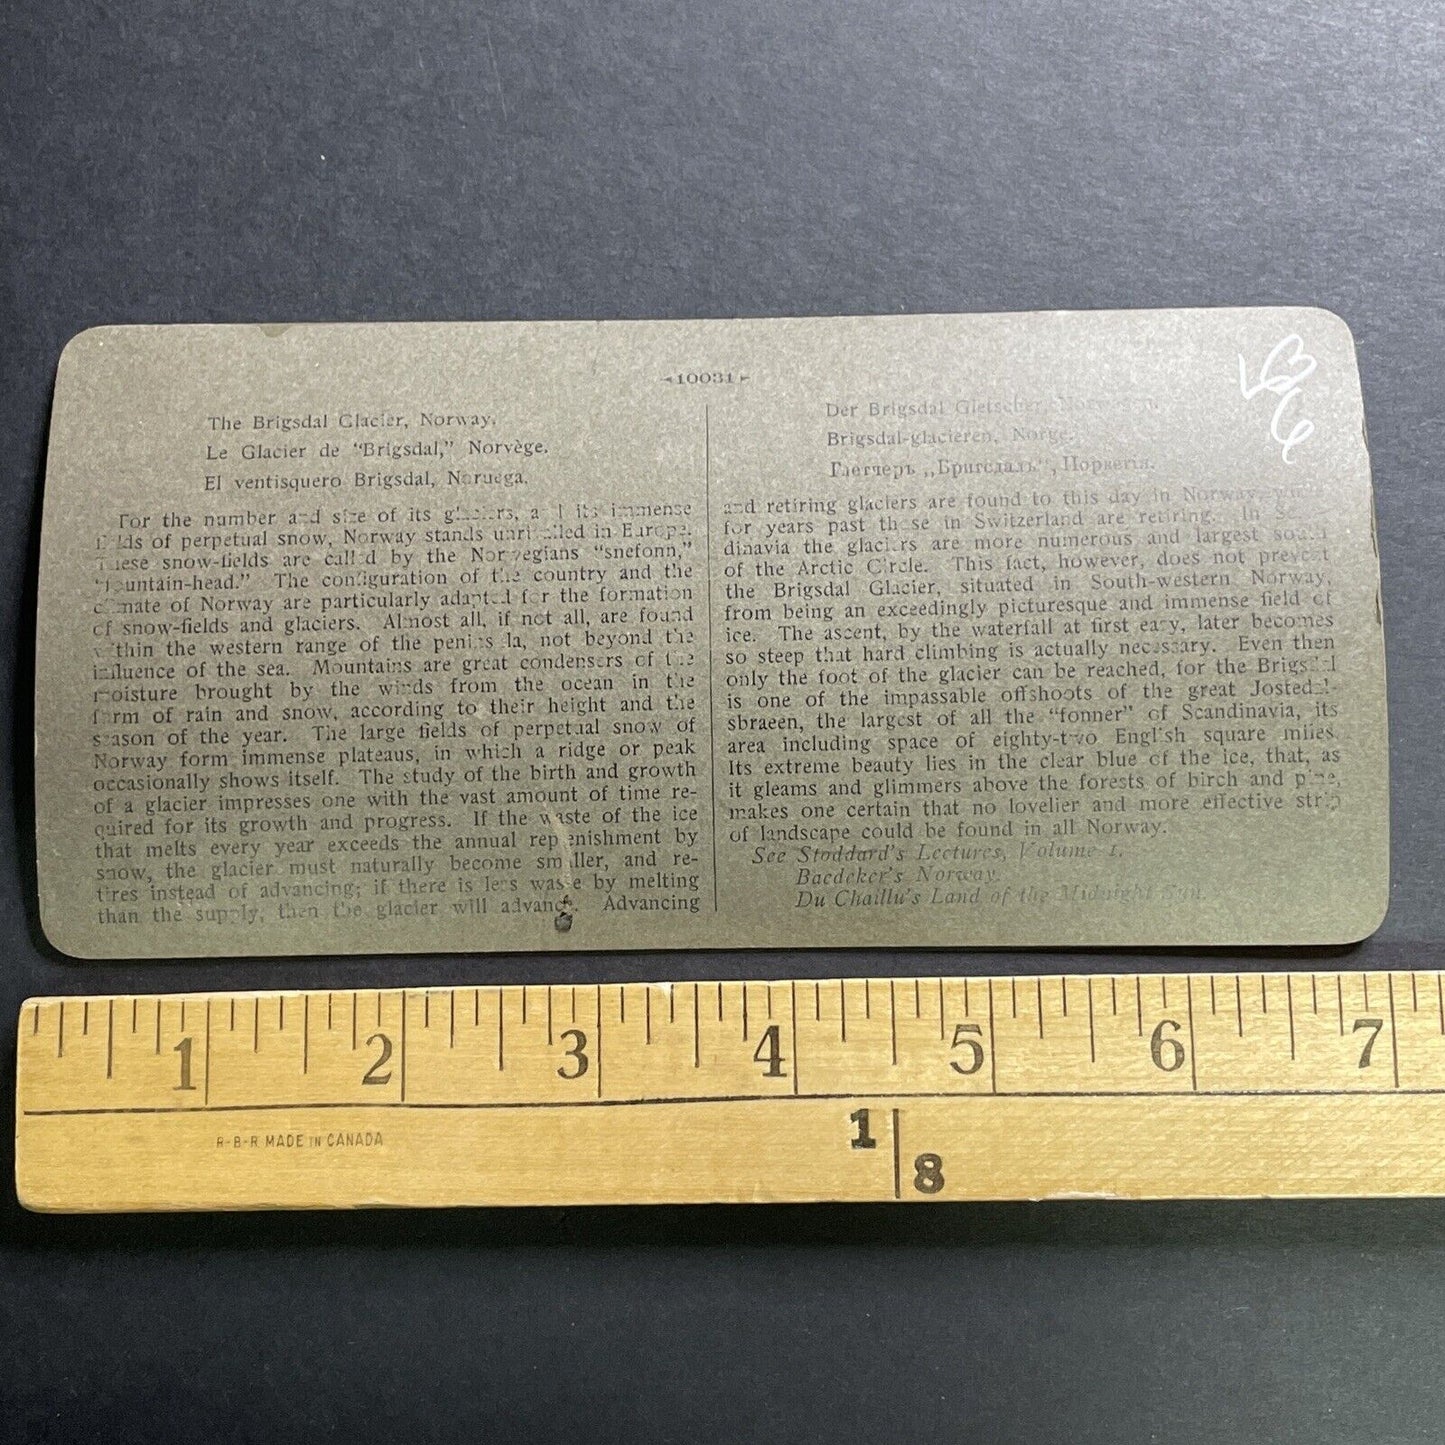 10031
The Brigsdal Glacier, Norway.
Le Glacier de "Brigsdal," Norvège.
El ventisquero Brigsdal, Noruega.
For the number and size of its glaciers, and its immense
fields of perpetual snow, Norway stands unrivalled in Europe.
These snow-fields are called by the Norwegians "snefonn,"
"fountain-head." The configuration of the country and the
climate of Norway are particularly adapted for the formation
of snow-fields and glaciers. Almost all, if not all, are found
within the western range of the peninsula, not beyond the
influence of the sea. Mountains are great condensers of the
moisture brought by the winds from the ocean in the
form of rain and snow, according to their height and the
season of the year. The large fields of perpetual snow of
Norway form immense plateaus, in which a ridge or peak
occasionally shows itself. The study of the birth and growth
of a glacier impresses one with the vast amount of time re-
quired for its growth and progress. If the waste of the ice
that melts every year exceeds the annual replenishment by
snow, the glacier must naturally become smaller, and re-
tires instead of advancing; if there is less waste by melting
than the supply, then the glacier will advance. Advancing
Der Brigsdal Gletscher, Norwegen.
Brigsdal-glacieren, Norge.
Глетчеръ „Бригсдалъ“, Норвегія.
and retiring glaciers are found to this day in Norway,
for years past those in Switzerland are retiring. In Scan-
dinavia the glaciers are more numerous and largest south
of the Arctic Circle. This fact, however, does not prevent
the Brigsdal Glacier, situated in South-western Norway,
from being an exceedingly picturesque and immense field of
ice. The ascent, by the waterfall at first easy, later becomes
so steep that hard climbing is actually necessary. Even then
only the foot of the glacier can be reached, for the Brigsdal
is one of the impassable offshoots of the great Jostedal-
sbraeen, the largest of all the "fonner" of Scandinavia, its
area including space of eighty-two English square miles.
Its extreme beauty lies in the clear blue of the ice, that, as
it gleams and glimmers above the forests of birch and pine,
makes one certain that no lovelier and more effective strip
of landscape could be found in all Norway.
See Stoddard's Lectures, Volume 1.
Baedeker's Norway.
Du Chaillu's Land of the Midnight Sun.
1 2 3 4 5 6 7
R-B-R MADE IN CANADA
1
8